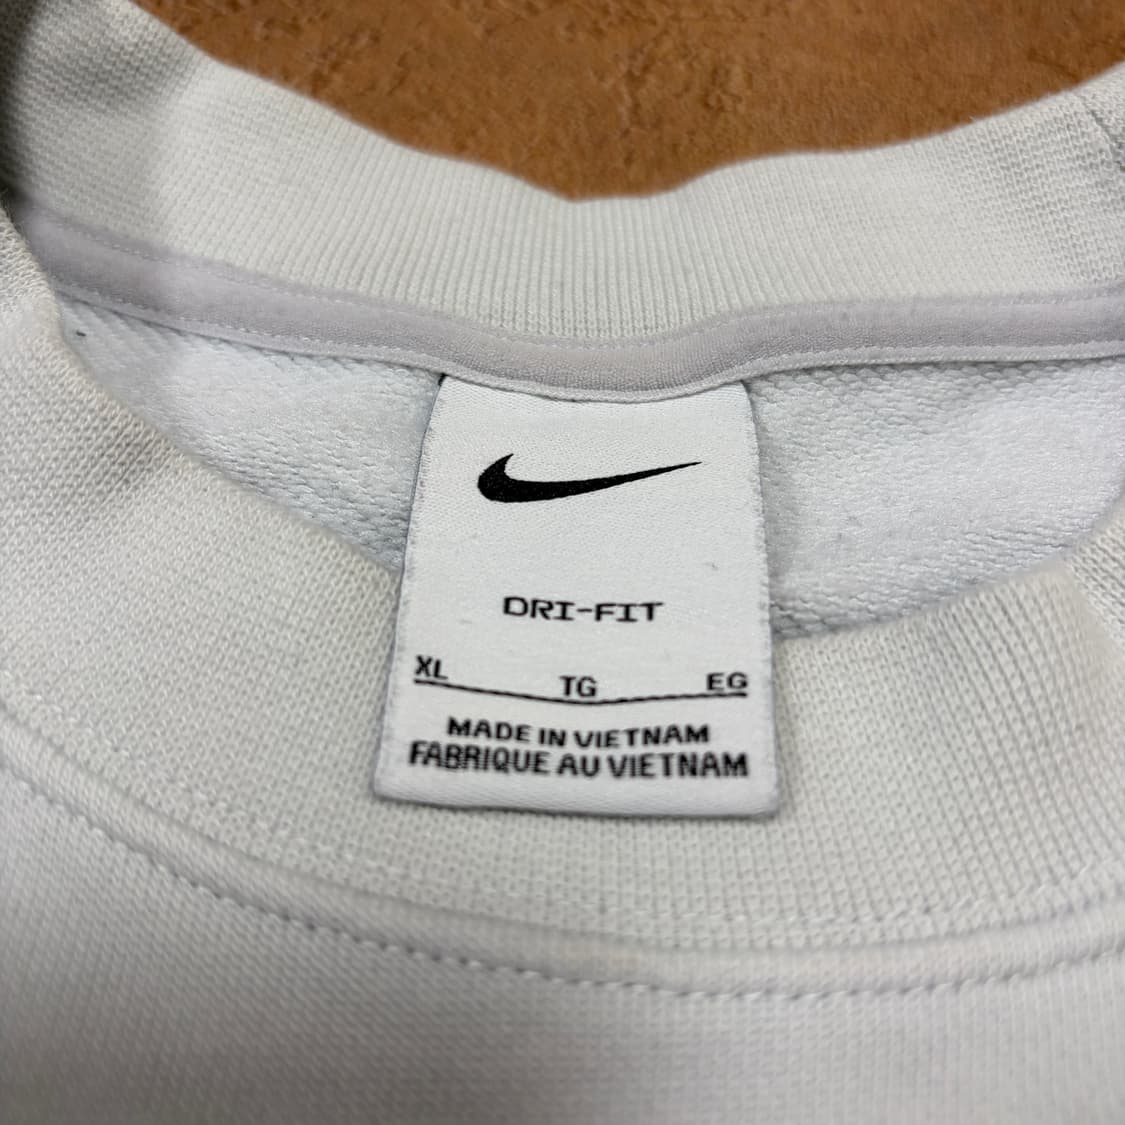 DRI-FIT
XL TG EG
MADE IN VIETNAM
FABRIQUE AU VIETNAM